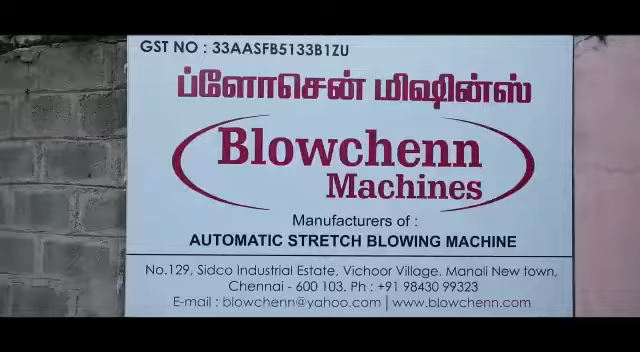 GST NO : 33AASFB5133B1ZU
ப்ளோசென் மிஷின்ஸ்
Blowchenn
Machines
Manufacturers of :
AUTOMATIC STRETCH BLOWING MACHINE
No.129, Sidco Industrial Estate, Vichoor Village, Manali New town,
Chennai - 600 103. Ph : +91 98430 99323
E-mail : blowchenn@yahoo.com | www.blowchenn.com